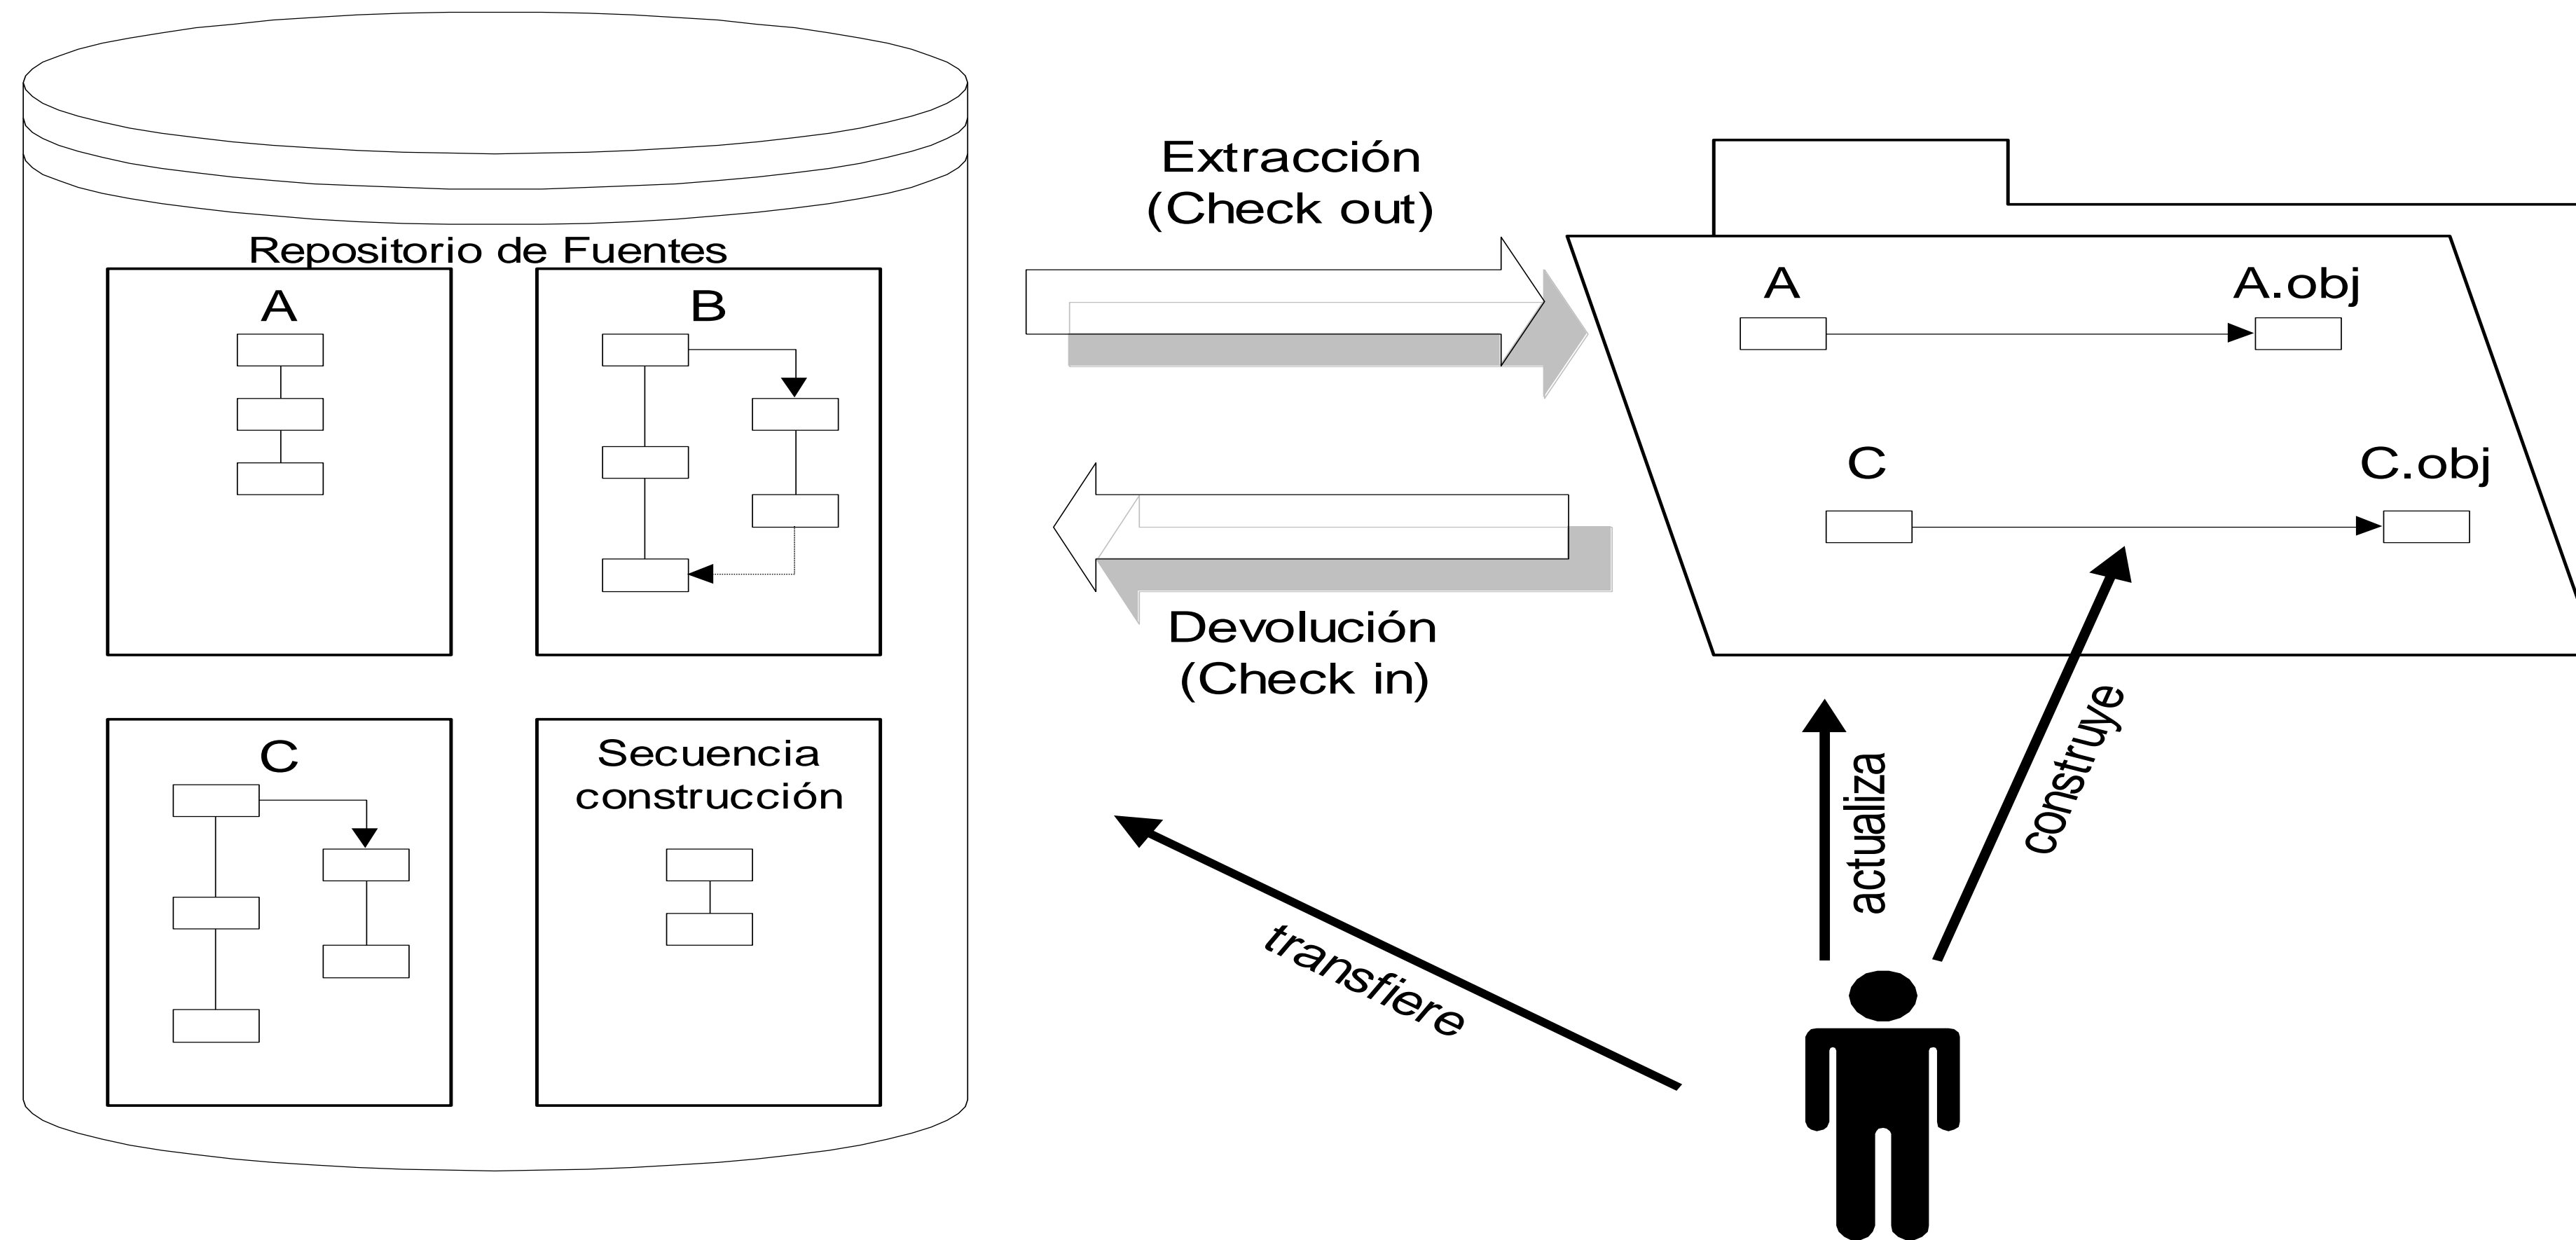 Repositorio de Fuentes
A
B
C
Secuencia
construcción
Extracción
(Check out)
Devolución
(Check in)
A
A.obj
C
C.obj
transfiere
actualiza
construye